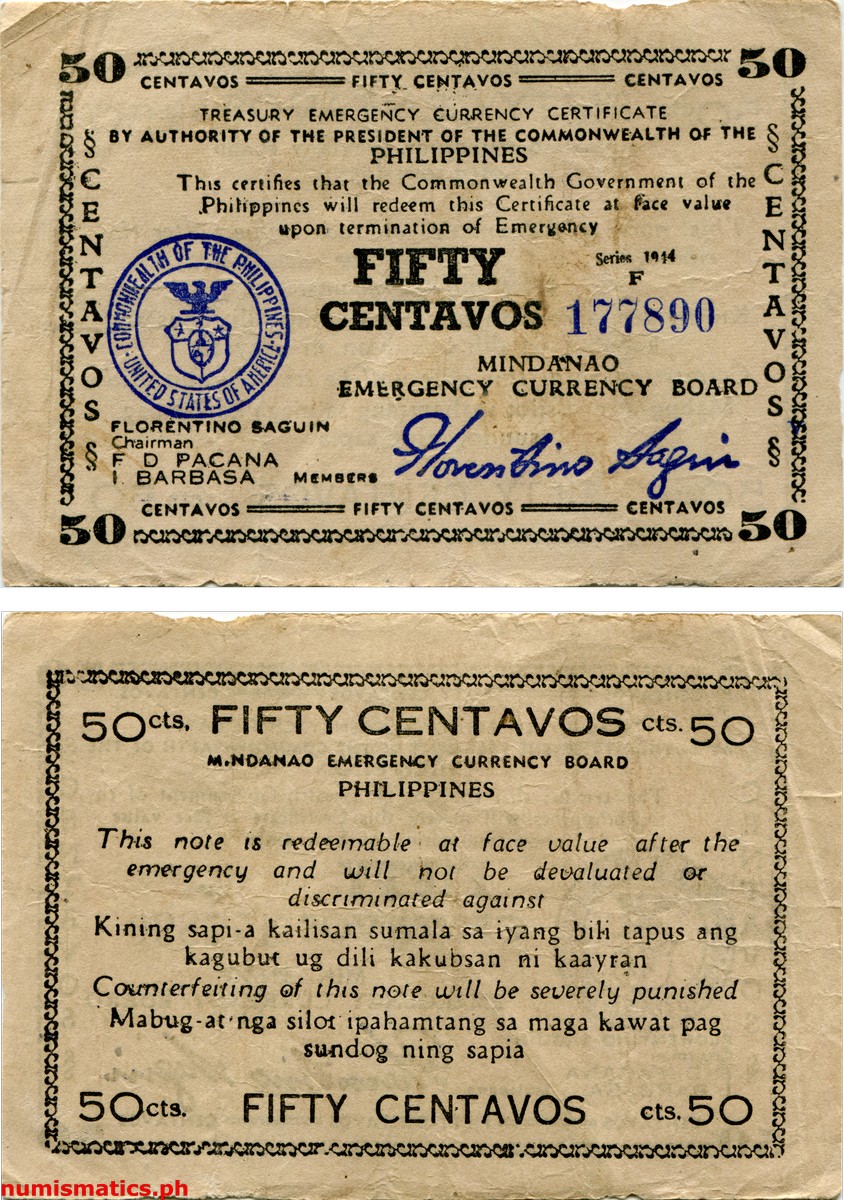 50 50
CENTAVOS FIFTY CENTAVOS CENTAVOS
TREASURY EMERGENCY CURRENCY CERTIFICATE
BY AUTHORITY OF THE PRESIDENT OF THE COMMONWEALTH OF THE
PHILIPPINES
This certifies that the Commonwealth Government of the
Philippines will redeem this Certificate at face value
upon termination of Emergency
§ CENTAVOS §
§ CENTAVOS §
FIFTY
CENTAVOS
Series 1944
F
177890
COMMONWEALTH OF THE PHILIPPINES
UNITED STATES OF AMERICA
MINDANAO
EMERGENCY CURRENCY BOARD
FLORENTINO SAGUIN
Chairman
F D PACANA
I. BARBASA MEMBERS
Florentino Saguin
CENTAVOS FIFTY CENTAVOS CENTAVOS
50 50
50 cts. FIFTY CENTAVOS cts. 50
M.NDANAO EMERGENCY CURRENCY BOARD
PHILIPPINES
This note is redeemable at face value after the
emergency and will not be devaluated or
discriminated against
Kining sapi-a kailisan sumala sa iyang bili tapus ang
kagubut ug dili kakubsan ni kaayran
Counterfeiting of this note will be severely punished
Mabug-at nga silot ipahamtang sa maga kawat pag
sundog ning sapia
50 cts. FIFTY CENTAVOS cts. 50
numismatics.ph